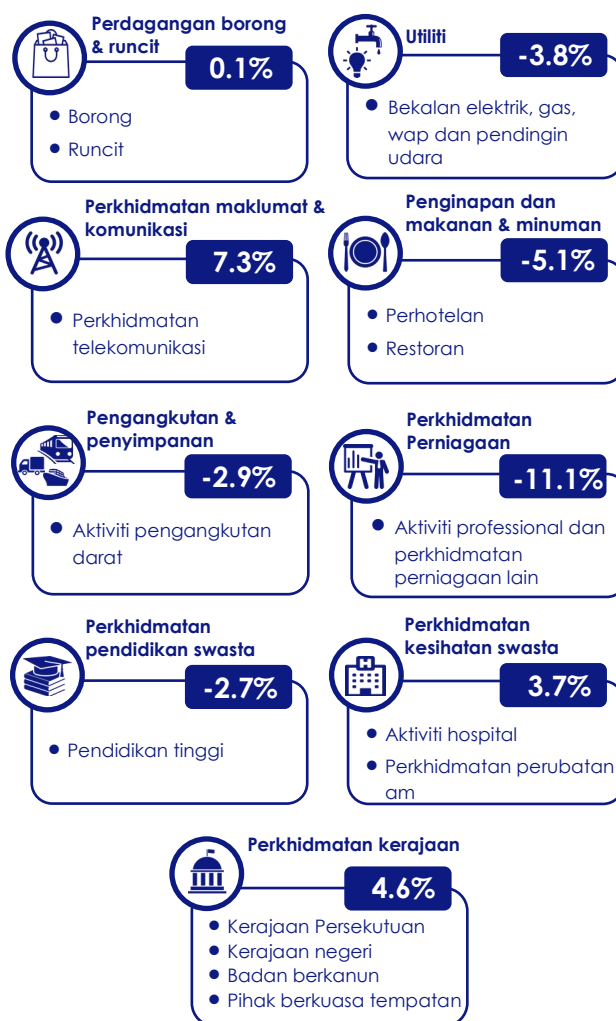 Perdagangan borong
& runcit
0.1%
● Borong
● Runcit
Utiliti
-3.8%
● Bekalan elektrik, gas,
wap dan pendingin
udara
Perkhidmatan maklumat &
komunikasi
7.3%
● Perkhidmatan
telekomunikasi
Penginapan dan
makanan & minuman
-5.1%
● Perhotelan
● Restoran
Pengangkutan &
penyimpanan
-2.9%
● Aktiviti pengangkutan
darat
Perkhidmatan
Perniagaan
-11.1%
● Aktiviti professional dan
perkhidmatan
perniagaan lain
Perkhidmatan
pendidikan swasta
-2.7%
● Pendidikan tinggi
Perkhidmatan
kesihatan swasta
H
3.7%
● Aktiviti hospital
● Perkhidmatan perubatan
am
Perkhidmatan kerajaan
4.6%
● Kerajaan Persekutuan
● Kerajaan negeri
● Badan berkanun
● Pihak berkuasa tempatan